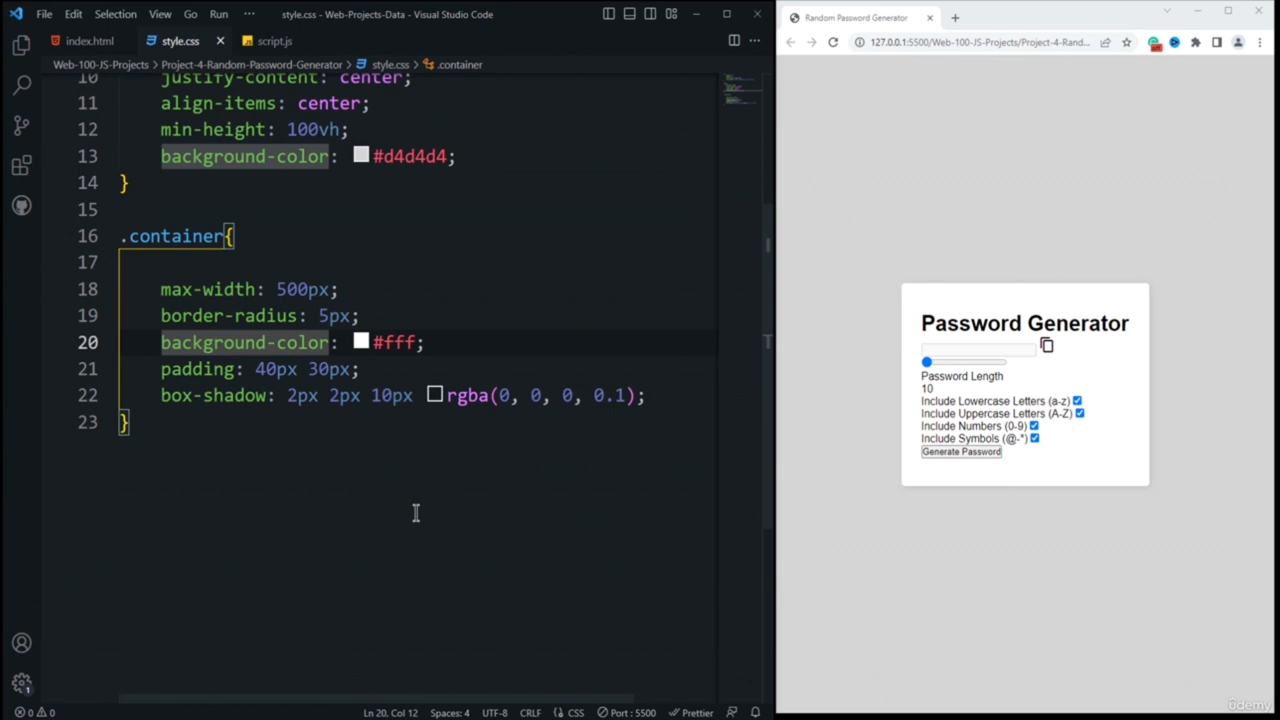 File Edit Selection View Go Run ··· style.css - Web-Projects-Data - Visual Studio Code
index.html style.css script.js
Web-100-JS-Projects > Project-4-Random-Password-Generator > style.css > .container
10 justify-content: center;
11 align-items: center;
12 min-height: 100vh;
13 background-color: #d4d4d4;
14 }
15
16 .container{
17
18 max-width: 500px;
19 border-radius: 5px;
20 background-color: #fff;
21 padding: 40px 30px;
22 box-shadow: 2px 2px 10px rgba(0, 0, 0, 0.1);
23 }
1
0 0 Ln 20, Col 12 Spaces: 4 UTF-8 CRLF CSS Port : 5500 Prettier
Random Password Generator
127.0.0.1:5500/Web-100-JS-Projects/Project-4-Rand...
Password Generator
Password Length
10
Include Lowercase Letters (a-z)
Include Uppercase Letters (A-Z)
Include Numbers (0-9)
Include Symbols (@-*)
Generate Password
Udemy